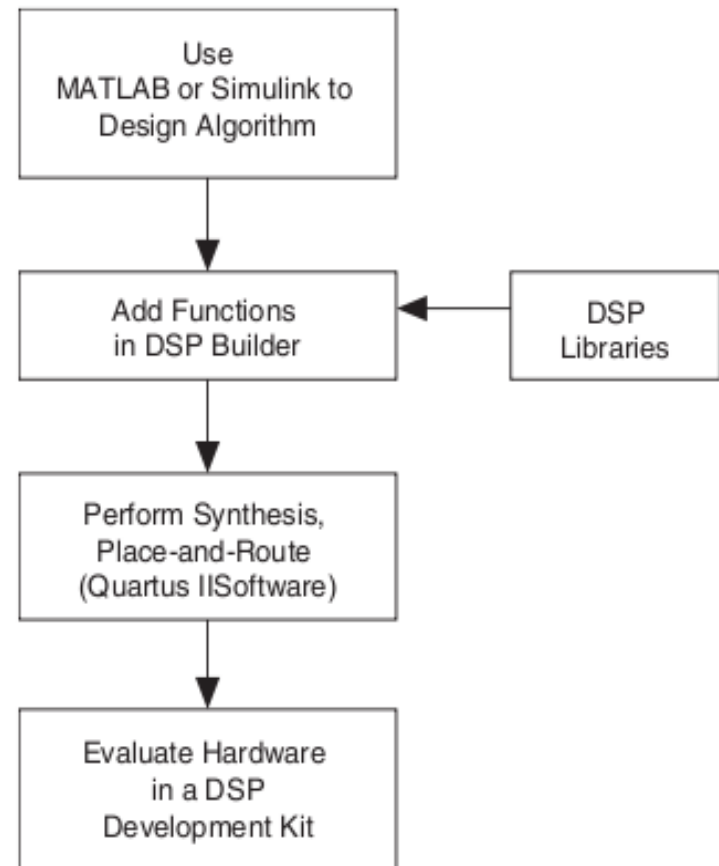 Use
MATLAB or Simulink to
Design Algorithm
Add Functions
in DSP Builder
DSP
Libraries
Perform Synthesis,
Place-and-Route
(Quartus IISoftware)
Evaluate Hardware
in a DSP
Development Kit